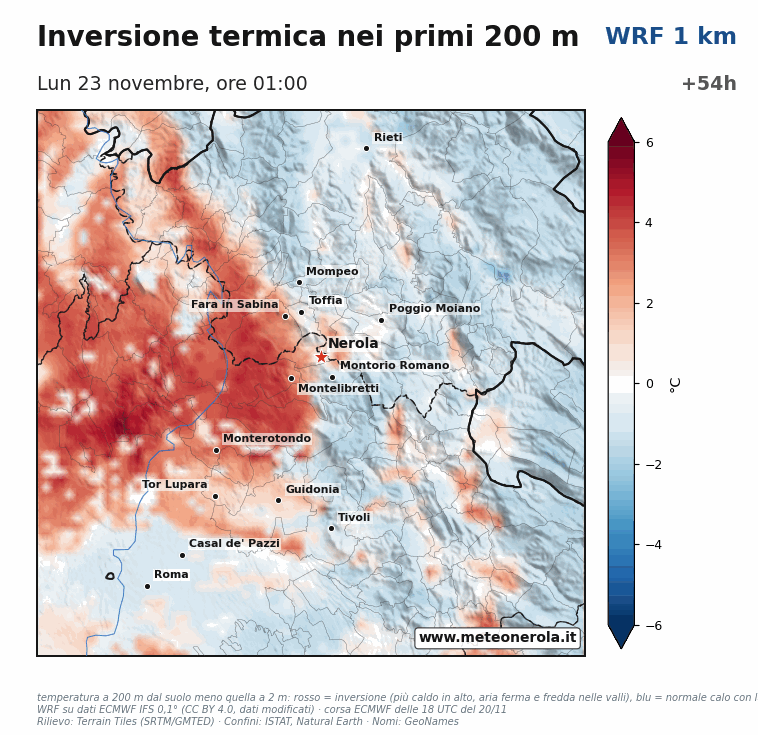 Inversione termica nei primi 200 m WRF 1 km
Lun 23 novembre, ore 01:00 +54h
Rieti
Mompeo
Toffia
Fara in Sabina
Poggio Moiano
Nerola
Montorio Romano
Montelibretti
Monterotondo
Tor Lupara
Guidonia
Tivoli
Casal de' Pazzi
Roma
www.meteonerola.it
6
4
2
0
−2
−4
−6
°C
temperatura a 200 m dal suolo meno quella a 2 m: rosso = inversione (più caldo in alto, aria ferma e fredda nelle valli), blu = normale calo con l
WRF su dati ECMWF IFS 0,1° (CC BY 4.0, dati modificati) · corsa ECMWF delle 18 UTC del 20/11
Rilievo: Terrain Tiles (SRTM/GMTED) · Confini: ISTAT, Natural Earth · Nomi: GeoNames